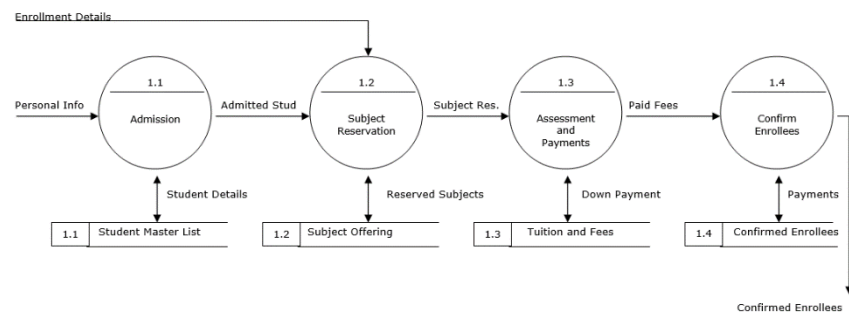 Enrollment Details
1.1
1.2
1.3
1.4
Personal Info
Admission
Admitted Stud
Subject
Reservation
Subject Res.
Assessment
and
Payments
Paid Fees
Confirm
Enrollees
Student Details
Reserved Subjects
Down Payment
Payments
1.1 Student Master List
1.2 Subject Offering
1.3 Tuition and Fees
1.4 Confirmed Enrollees
Confirmed Enrollees